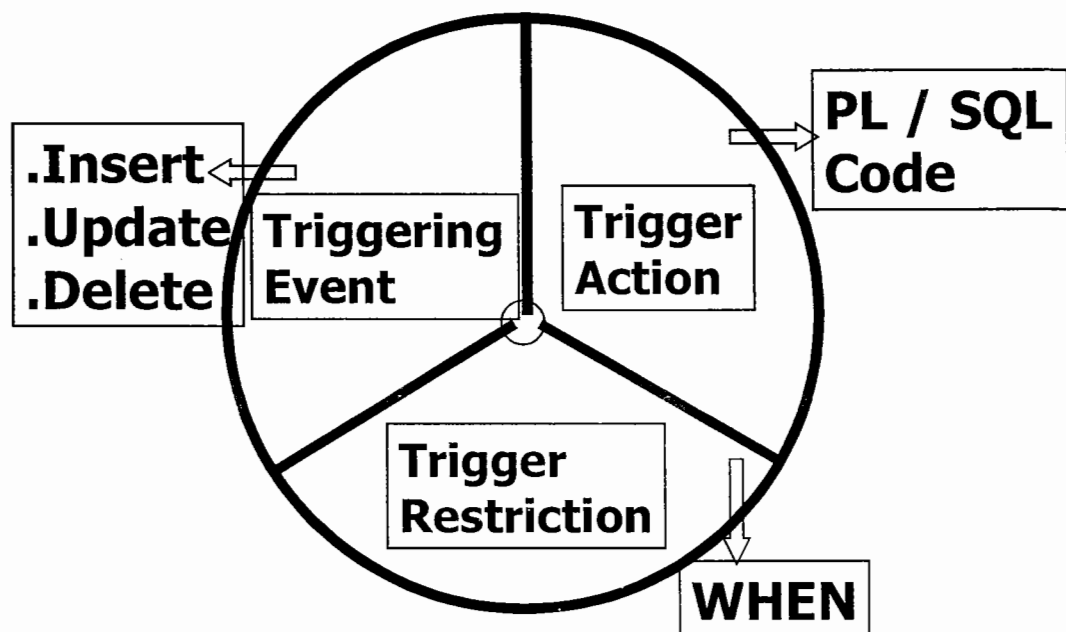 .Insert
.Update
.Delete
Triggering
Event
Trigger
Action
PL / SQL
Code
Trigger
Restriction
WHEN